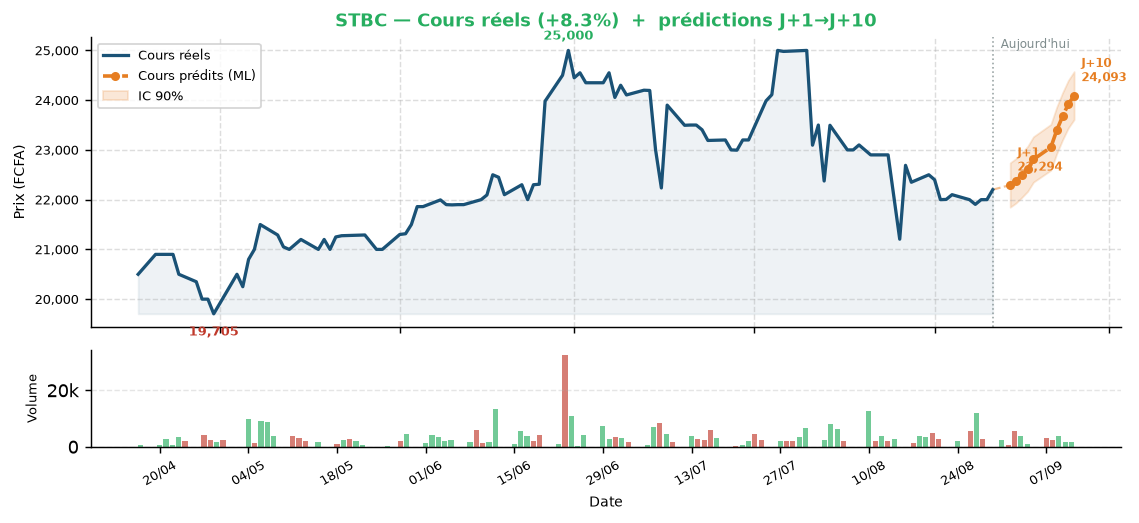 STBC — Cours réels (+8.3%)  +  prédictions J+1→J+10
25,000
Aujourd'hui
Cours réels
Cours prédits (ML)
IC 90%
J+10
24,093
J+1
22,294
19,705
Prix (FCFA)
25,000
24,000
23,000
22,000
21,000
20,000
Volume
20k
0
20/04
04/05
18/05
01/06
15/06
29/06
13/07
27/07
10/08
24/08
07/09
Date